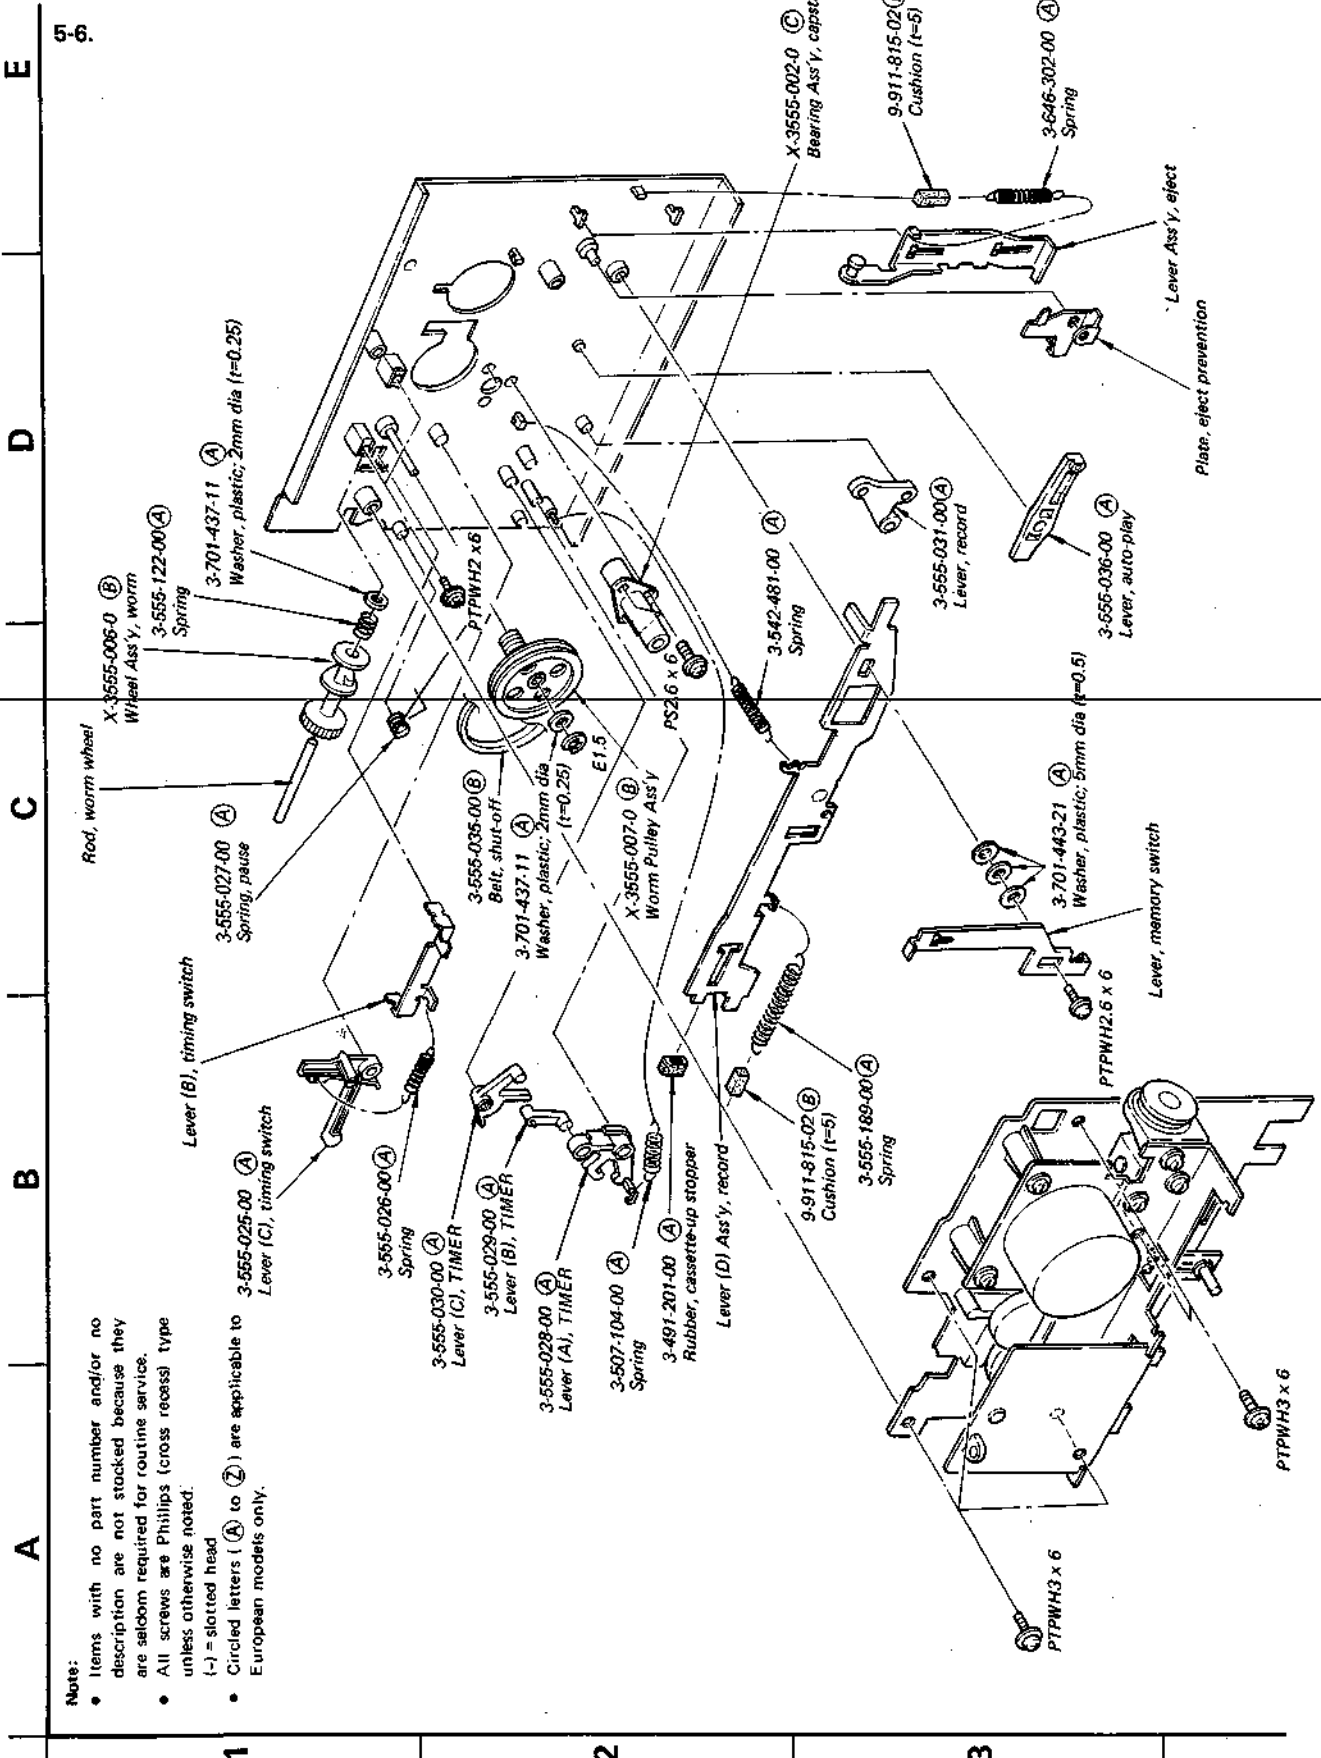 5-6.
A
B
C
D
E
1
2
3
Note:
• Items with no part number and/or no
description are not stocked because they
are seldom required for routine service.
• All screws are Phillips (cross recess) type
unless otherwise noted.
(-) = slotted head
• Circled letters ( Ⓐ to Ⓩ ) are applicable to
European models only.
Rod, worm wheel
X-3555-006-0 Ⓑ
Wheel Ass'y, worm
3-555-122-00 Ⓐ
Spring
3-701-437-11 Ⓐ
Washer, plastic; 2mm dia (t=0.25)
PTPWH2 x6
3-555-027-00 Ⓐ
Spring, pause
Lever (B), timing switch
3-555-025-00 Ⓐ
Lever (C), timing switch
3-555-026-00 Ⓐ
Spring
3-555-030-00 Ⓐ
Lever (C), TIMER
3-555-029-00 Ⓐ
Lever (B), TIMER
3-555-028-00 Ⓐ
Lever (A), TIMER
3-507-104-00 Ⓐ
Spring
3-491-201-00 Ⓐ
Rubber, cassette-up stopper
Lever (D) Ass'y, record
9-911-815-02 Ⓑ
Cushion (t=5)
3-555-189-00 Ⓐ
Spring
3-555-035-00 Ⓑ
Belt, shut-off
3-701-437-11 Ⓐ
Washer, plastic; 2mm dia
(t=0.25)
E1.5
X-3555-007-0 Ⓑ
Worm Pulley Ass'y
PS2.6 x 6
3-542-481-00 Ⓐ
Spring
X-3555-002-0 Ⓒ
Bearing Ass'y,
9-911-815-02
Cushion (t=5)
3-646-302-00 Ⓐ
Spring
Lever Ass'y, eject
Plate, eject prevention
3-555-031-00 Ⓐ
Lever, record
3-555-036-00 Ⓐ
Lever, auto-play
3-701-443-21 Ⓐ
Washer, plastic; 5mm dia (t=0.5)
Lever, memory switch
PTPWH2.6 x 6
PTPWH3 x 6
PTPWH3 x 6